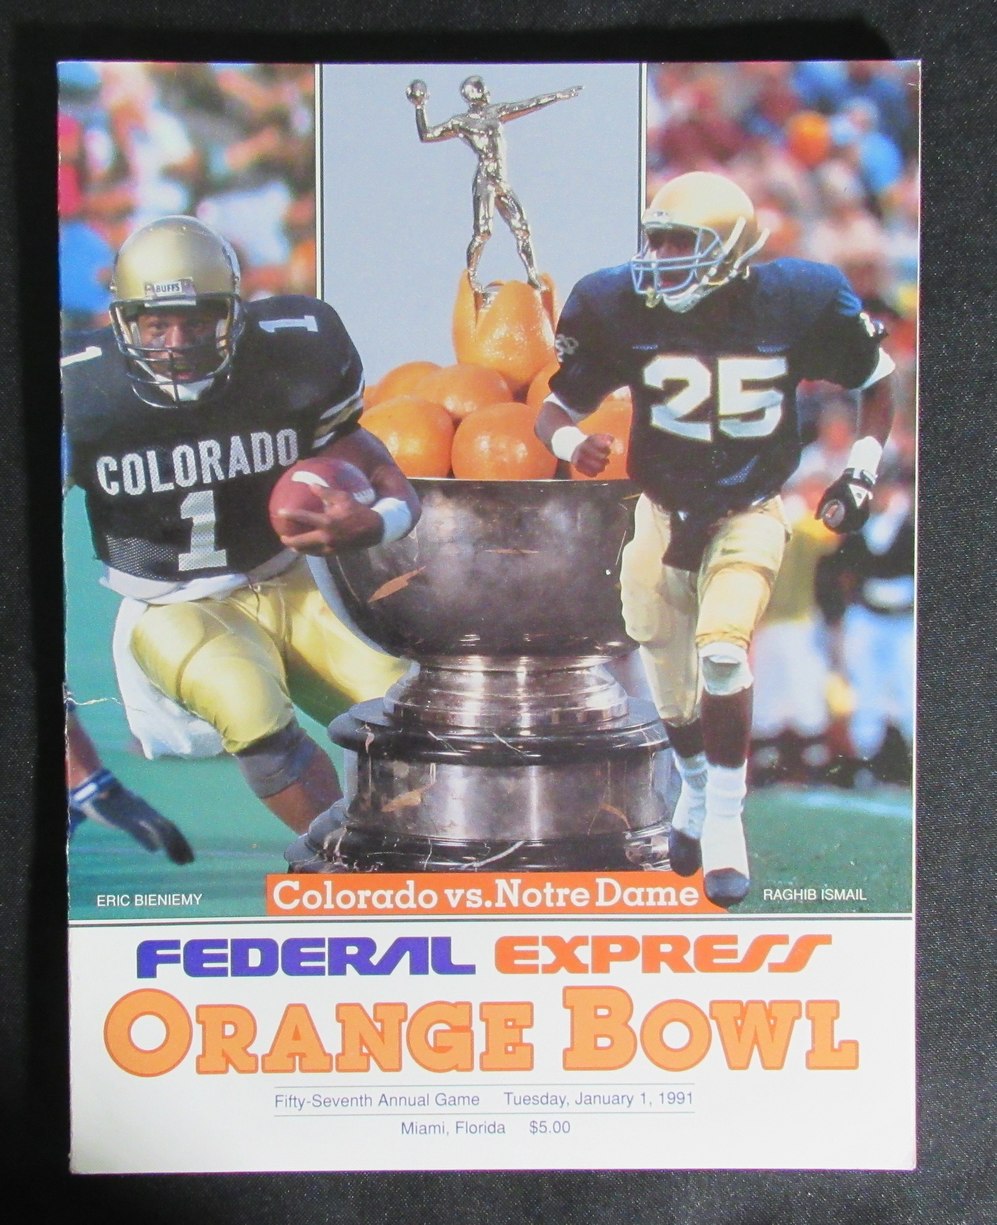 BUFFS
1
1
COLORADO
1
25
ERIC BIENIEMY
Colorado vs. Notre Dame
RAGHIB ISMAIL
FEDERAL EXPRESS
ORANGE BOWL
Fifty-Seventh Annual Game Tuesday, January 1, 1991
Miami, Florida $5.00